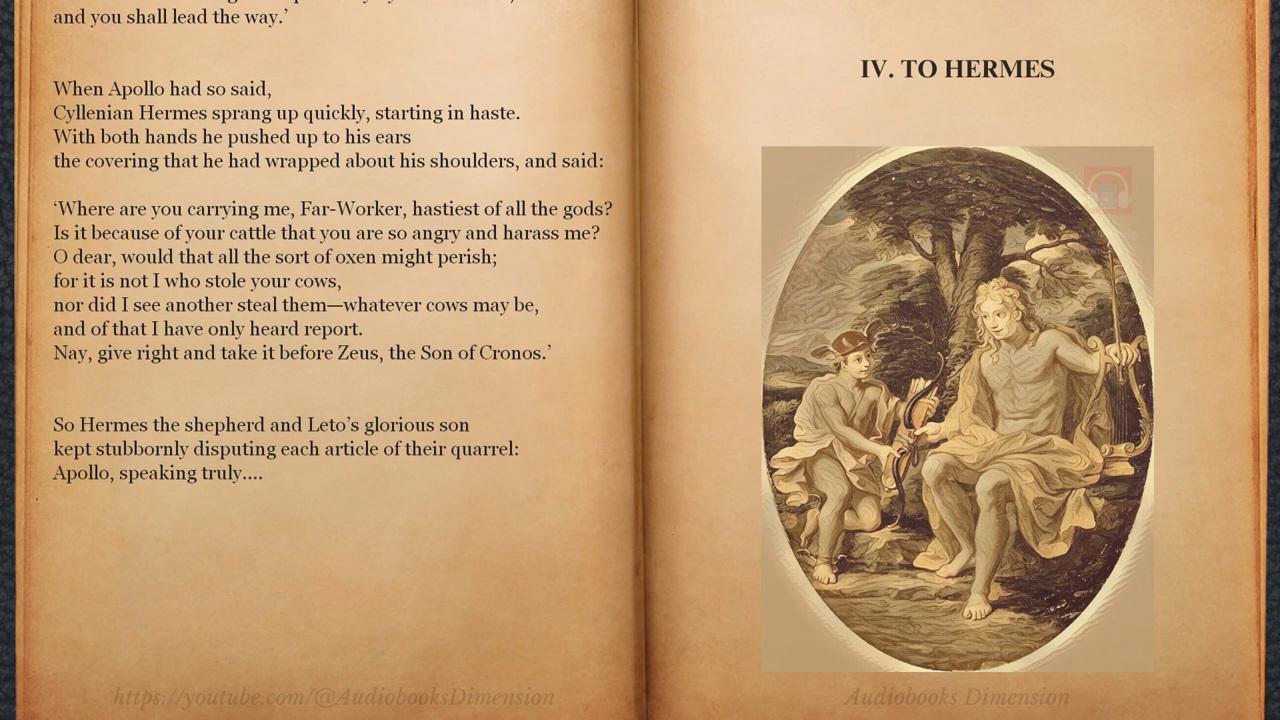 and you shall lead the way.’
When Apollo had so said,
Cyllenian Hermes sprang up quickly, starting in haste.
With both hands he pushed up to his ears
the covering that he had wrapped about his shoulders, and said:
‘Where are you carrying me, Far-Worker, hastiest of all the gods?
Is it because of your cattle that you are so angry and harass me?
O dear, would that all the sort of oxen might perish;
for it is not I who stole your cows,
nor did I see another steal them—whatever cows may be,
and of that I have only heard report.
Nay, give right and take it before Zeus, the Son of Cronos.’
So Hermes the shepherd and Leto’s glorious son
kept stubbornly disputing each article of their quarrel:
Apollo, speaking truly....
https://youtube.com/@AudiobooksDimension
IV. TO HERMES
Audiobooks Dimension